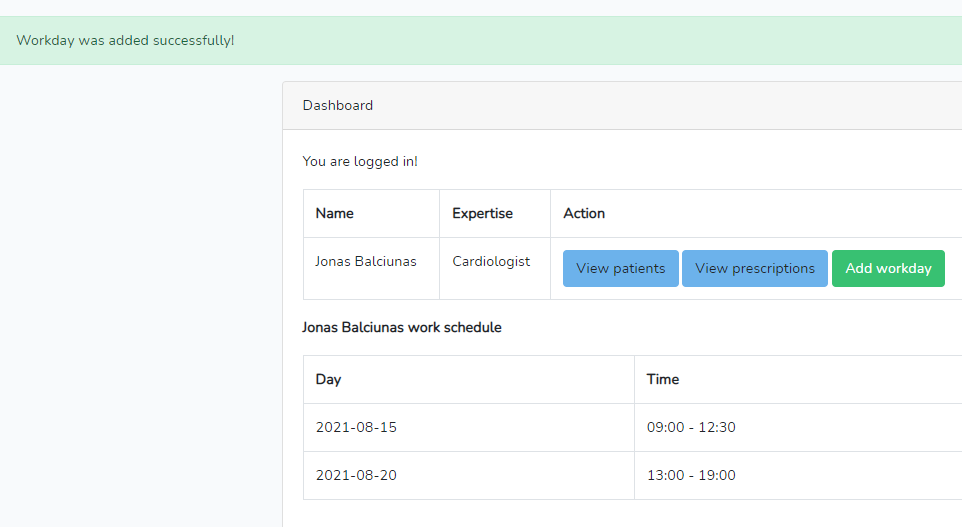 Workday was added successfully!
Dashboard
You are logged in!
Name Expertise Action
Jonas Balciunas Cardiologist View patients View prescriptions Add workday
Jonas Balciunas work schedule
Day Time
2021-08-15 09:00 - 12:30
2021-08-20 13:00 - 19:00